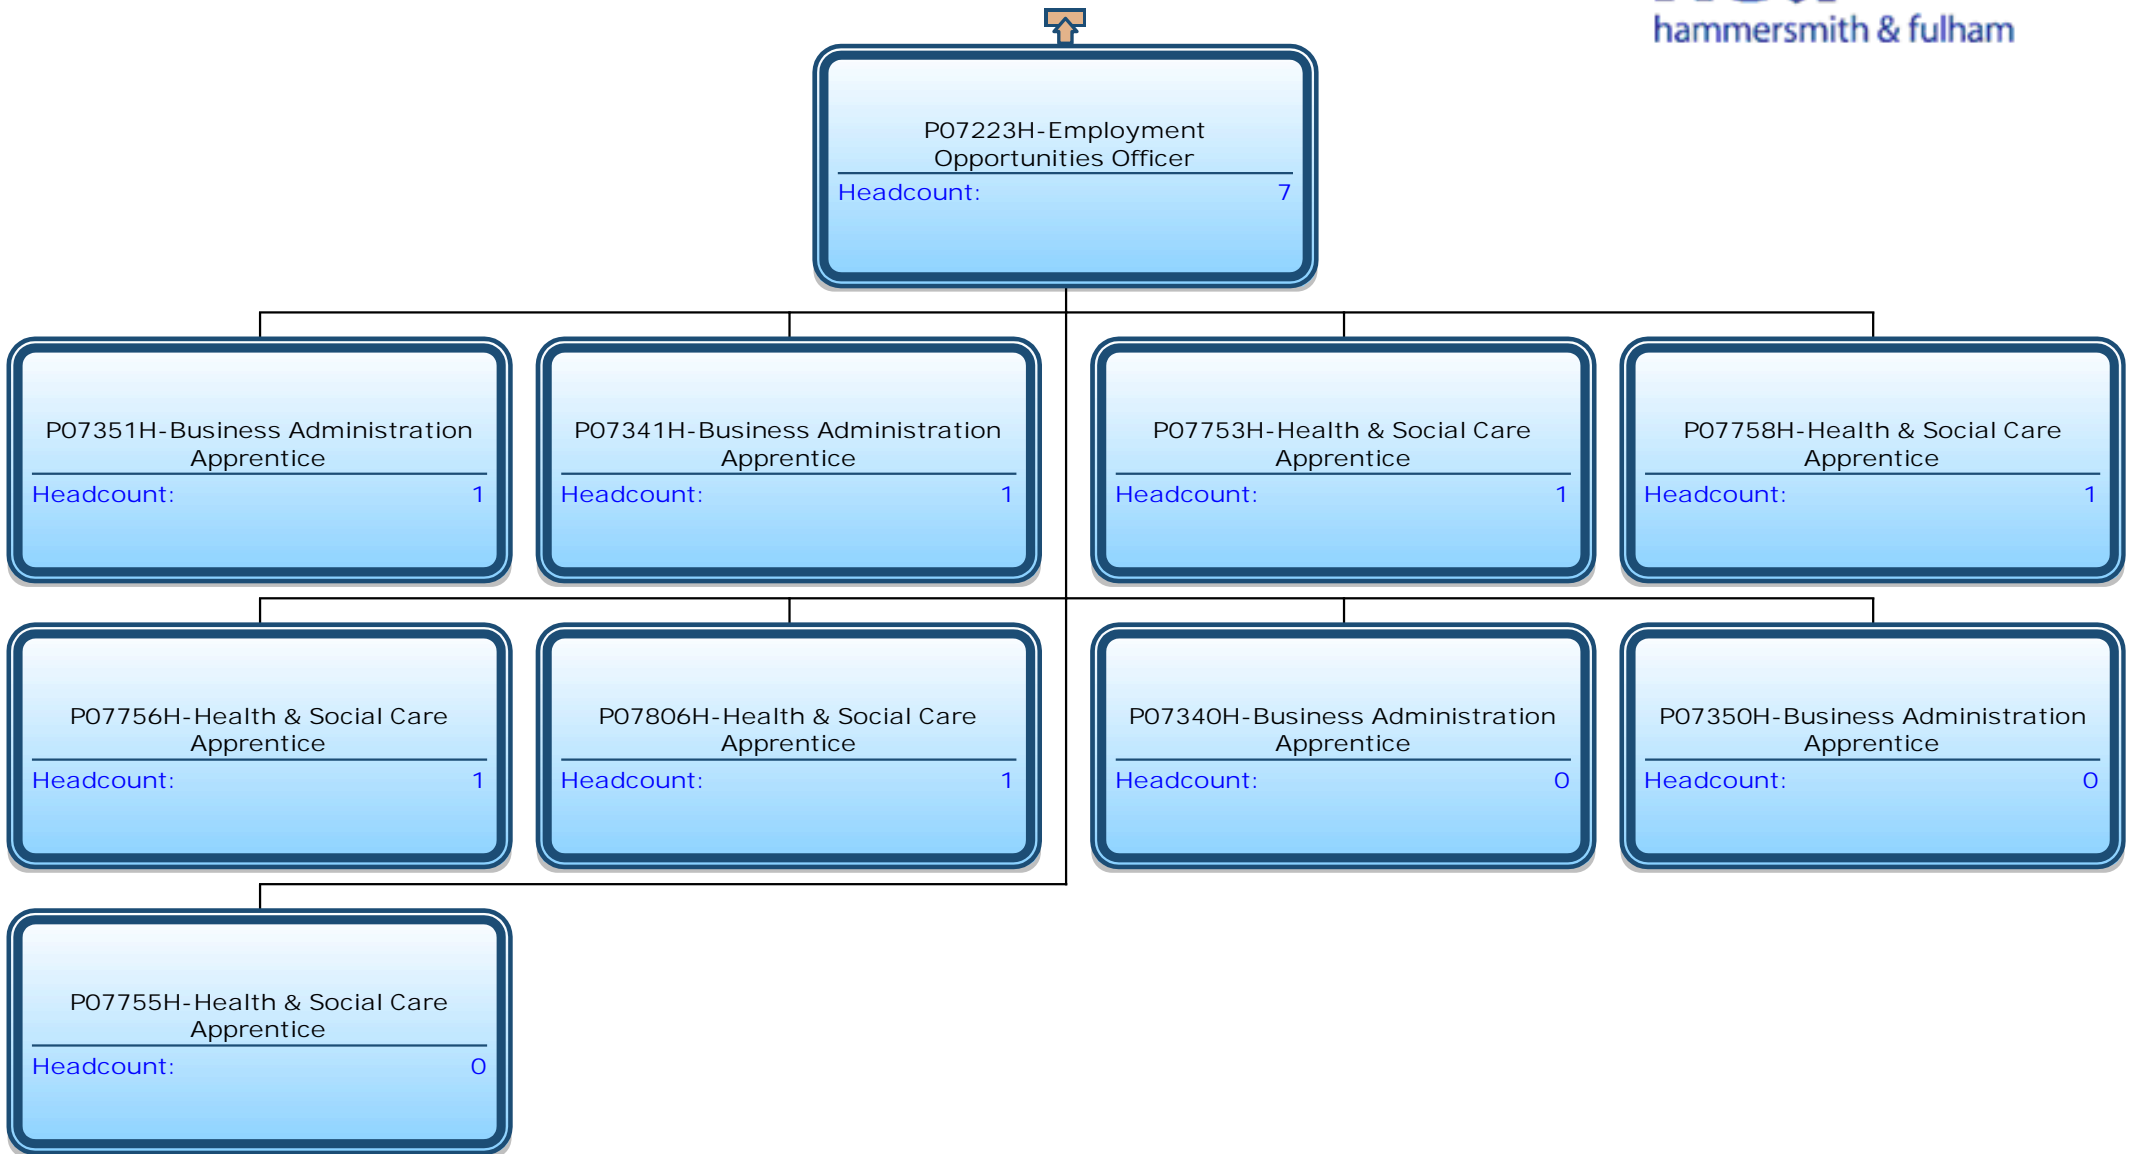 hammersmith & fulham
P07223H-Employment
Opportunities Officer
Headcount: 7
P07351H-Business Administration
Apprentice
Headcount: 1
P07341H-Business Administration
Apprentice
Headcount: 1
P07753H-Health & Social Care
Apprentice
Headcount: 1
P07758H-Health & Social Care
Apprentice
Headcount: 1
P07756H-Health & Social Care
Apprentice
Headcount: 1
P07806H-Health & Social Care
Apprentice
Headcount: 1
P07340H-Business Administration
Apprentice
Headcount: 0
P07350H-Business Administration
Apprentice
Headcount: 0
P07755H-Health & Social Care
Apprentice
Headcount: 0